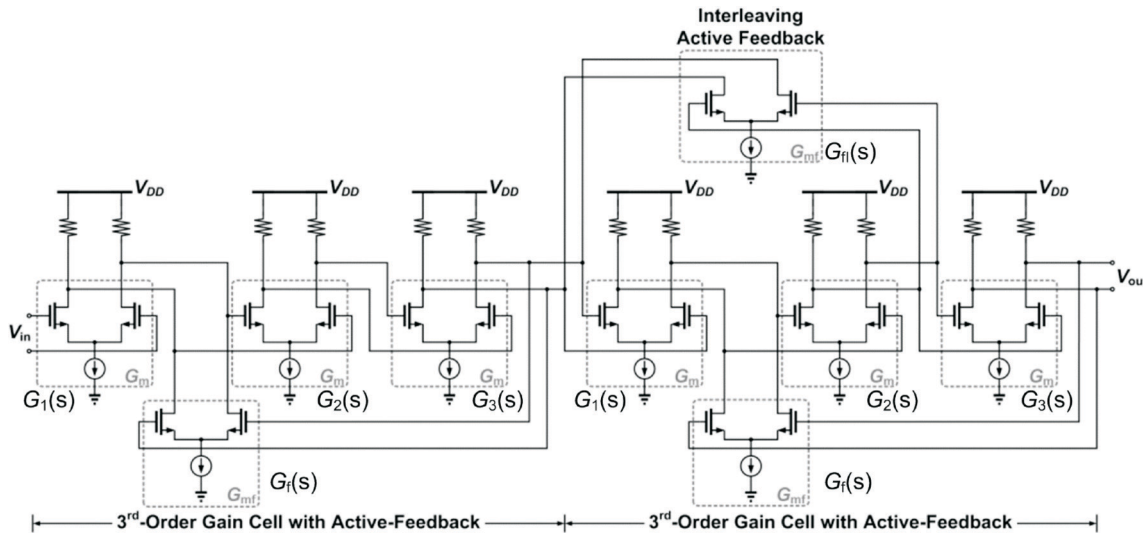 Interleaving
Active Feedback
Gmf
Gfl(s)
VDD
VDD
VDD
VDD
VDD
VDD
Vin
Vou
Gm
Gm
Gm
Gm
Gm
Gm
G1(s)
G2(s)
G3(s)
G1(s)
G2(s)
G3(s)
Gmf
Gf(s)
Gmf
Gf(s)
3rd-Order Gain Cell with Active-Feedback
3rd-Order Gain Cell with Active-Feedback